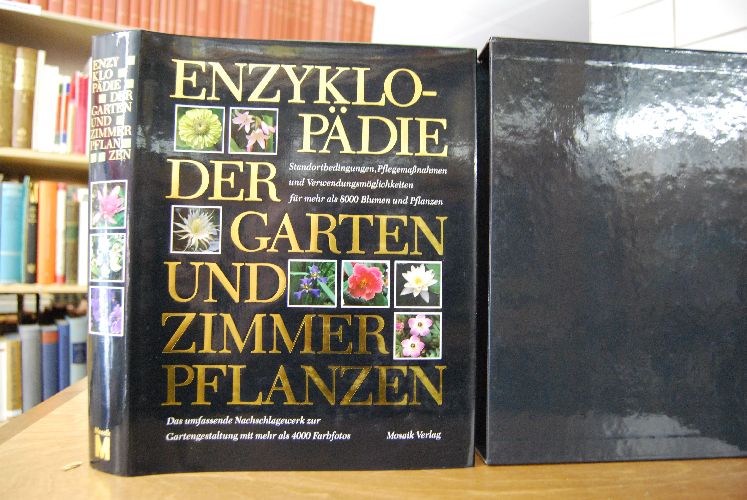 ENZY
KLO
PÄDIE
DER
GARTEN
UND
ZIMMER
PFLAN
ZEN
Mosaik
M
ENZYKLO-
PÄDIE
DER
Standortbedingungen, Pflegemaßnahmen
und Verwendungsmöglichkeiten
für mehr als 8000 Blumen und Pflanzen
GARTEN
UND
ZIMMER
PFLANZEN
Das umfassende Nachschlagewerk zur
Gartengestaltung mit mehr als 4000 Farbfotos
Mosaik Verlag